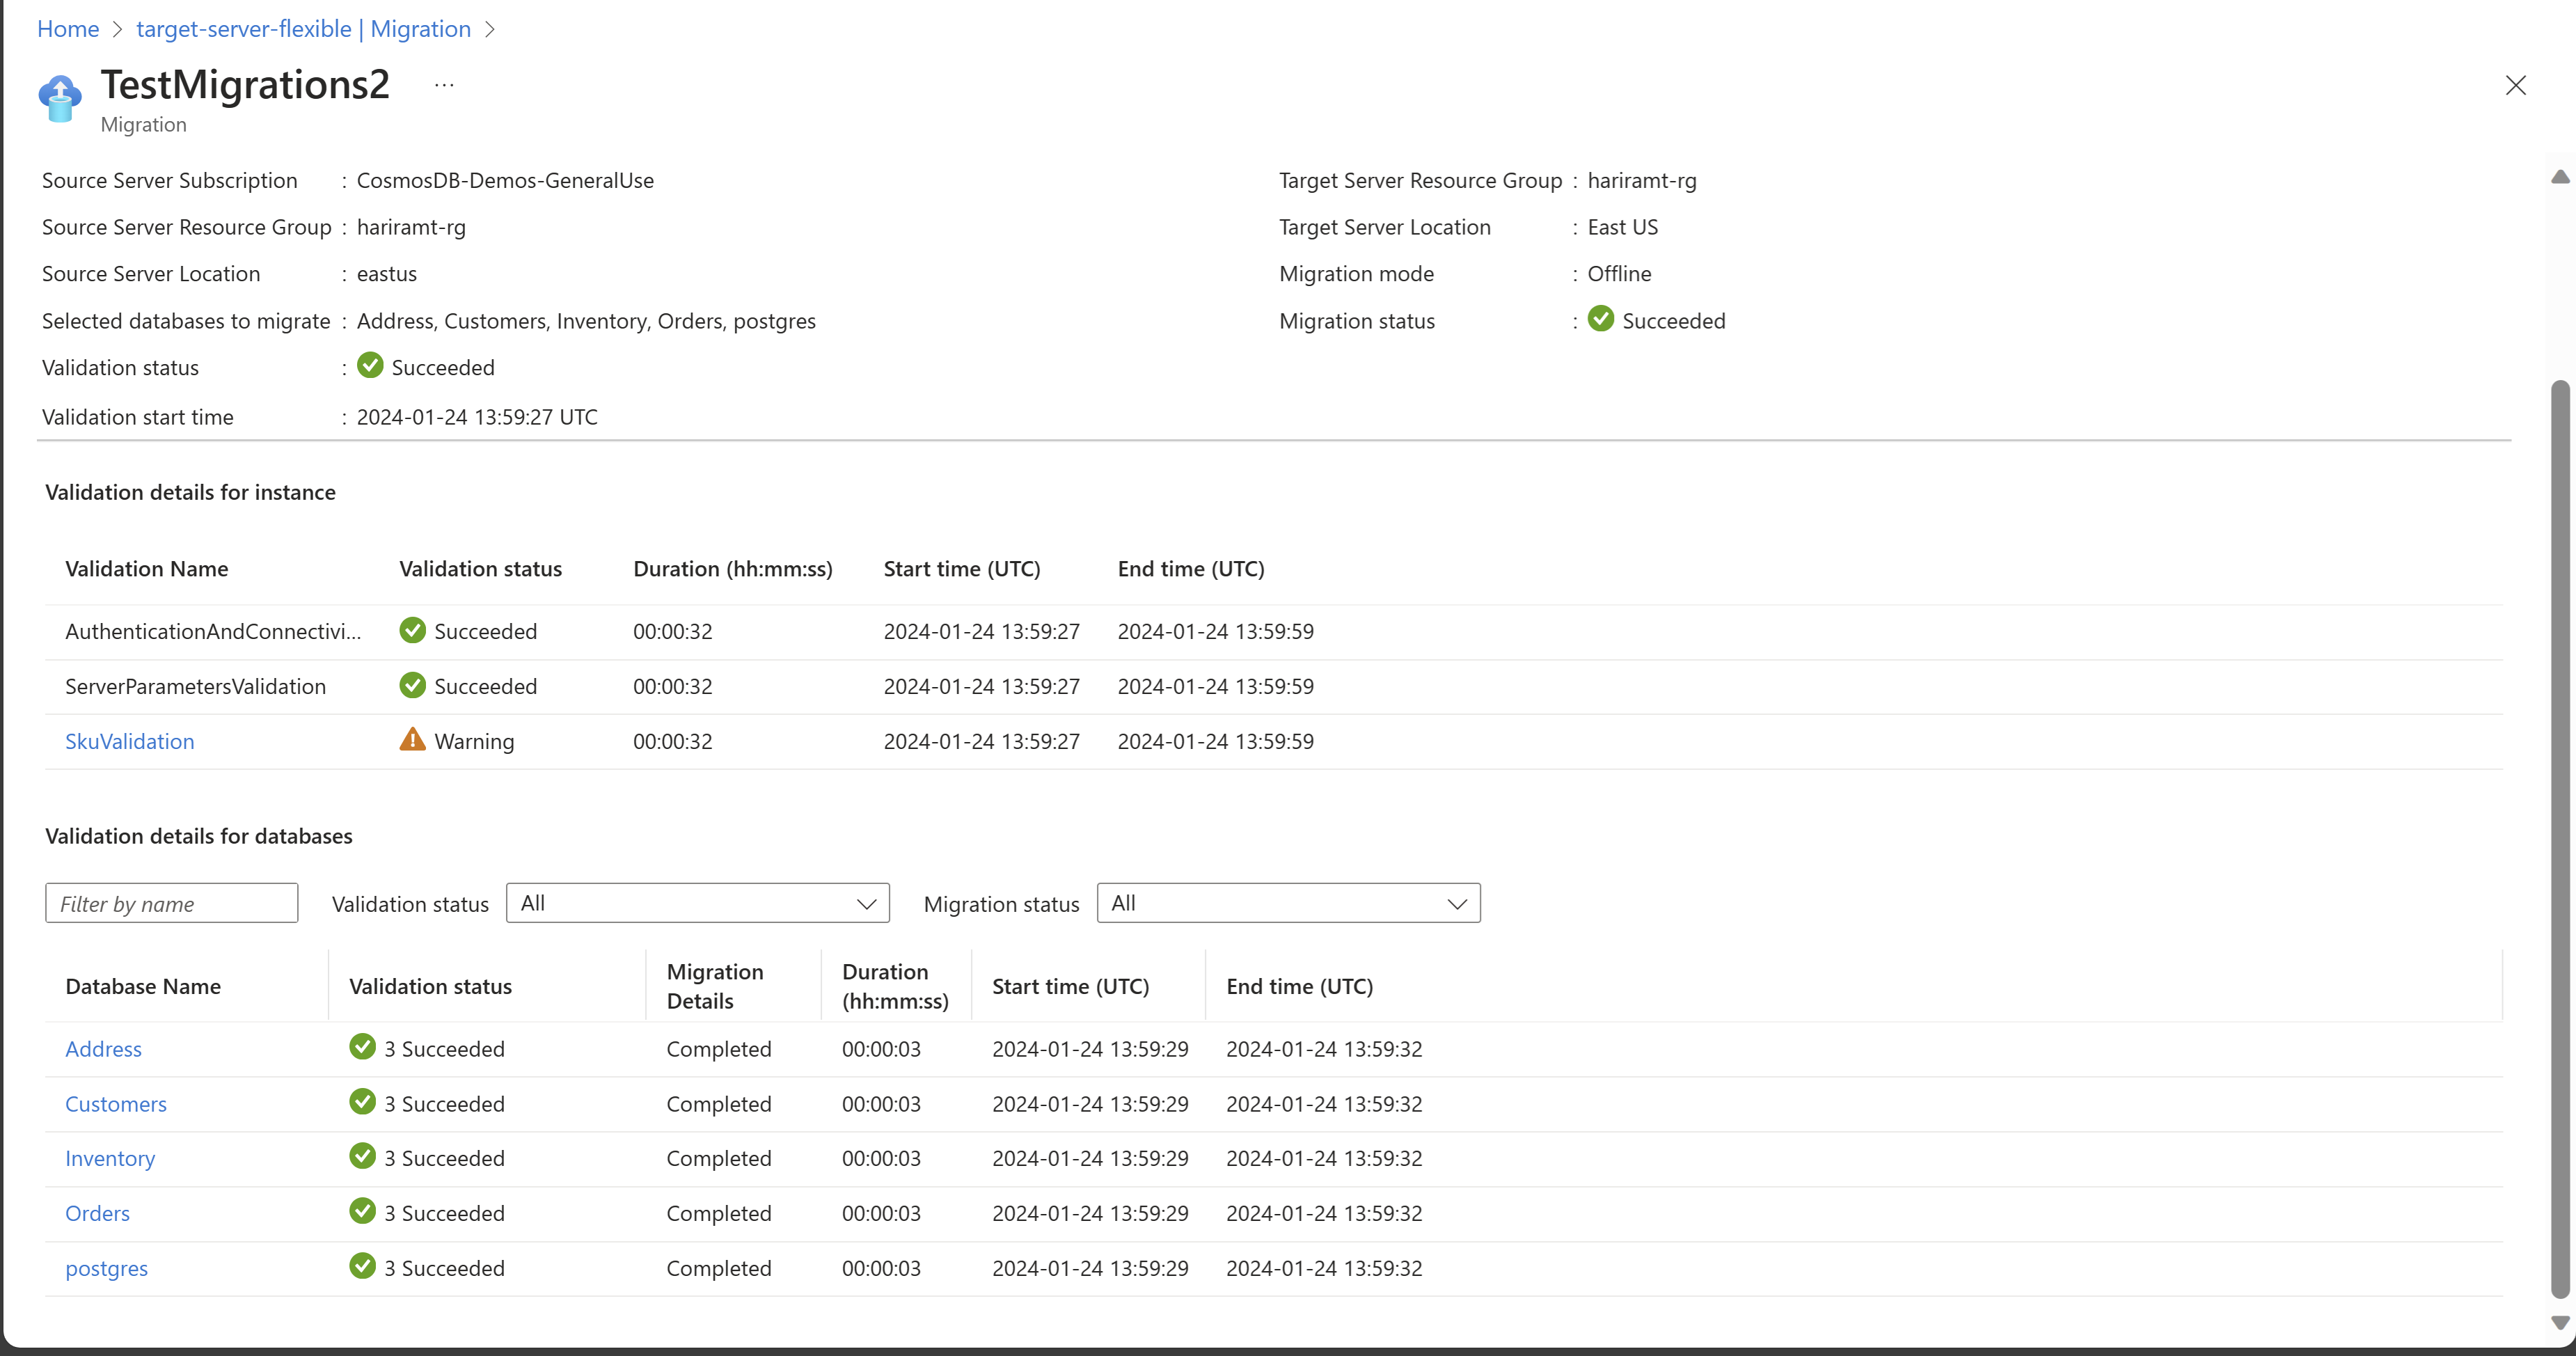 Home > target-server-flexible | Migration >
TestMigrations2 ...
Migration
Source Server Subscription : CosmosDB-Demos-GeneralUse
Source Server Resource Group : hariramt-rg
Source Server Location : eastus
Selected databases to migrate : Address, Customers, Inventory, Orders, postgres
Validation status : Succeeded
Validation start time : 2024-01-24 13:59:27 UTC
Target Server Resource Group : hariramt-rg
Target Server Location : East US
Migration mode : Offline
Migration status : Succeeded
Validation details for instance
Validation Name Validation status Duration (hh:mm:ss) Start time (UTC) End time (UTC)
AuthenticationAndConnectivi... Succeeded 00:00:32 2024-01-24 13:59:27 2024-01-24 13:59:59
ServerParametersValidation Succeeded 00:00:32 2024-01-24 13:59:27 2024-01-24 13:59:59
SkuValidation Warning 00:00:32 2024-01-24 13:59:27 2024-01-24 13:59:59
Validation details for databases
Filter by name Validation status All Migration status All
Database Name Validation status Migration Details Duration (hh:mm:ss) Start time (UTC) End time (UTC)
Address 3 Succeeded Completed 00:00:03 2024-01-24 13:59:29 2024-01-24 13:59:32
Customers 3 Succeeded Completed 00:00:03 2024-01-24 13:59:29 2024-01-24 13:59:32
Inventory 3 Succeeded Completed 00:00:03 2024-01-24 13:59:29 2024-01-24 13:59:32
Orders 3 Succeeded Completed 00:00:03 2024-01-24 13:59:29 2024-01-24 13:59:32
postgres 3 Succeeded Completed 00:00:03 2024-01-24 13:59:29 2024-01-24 13:59:32